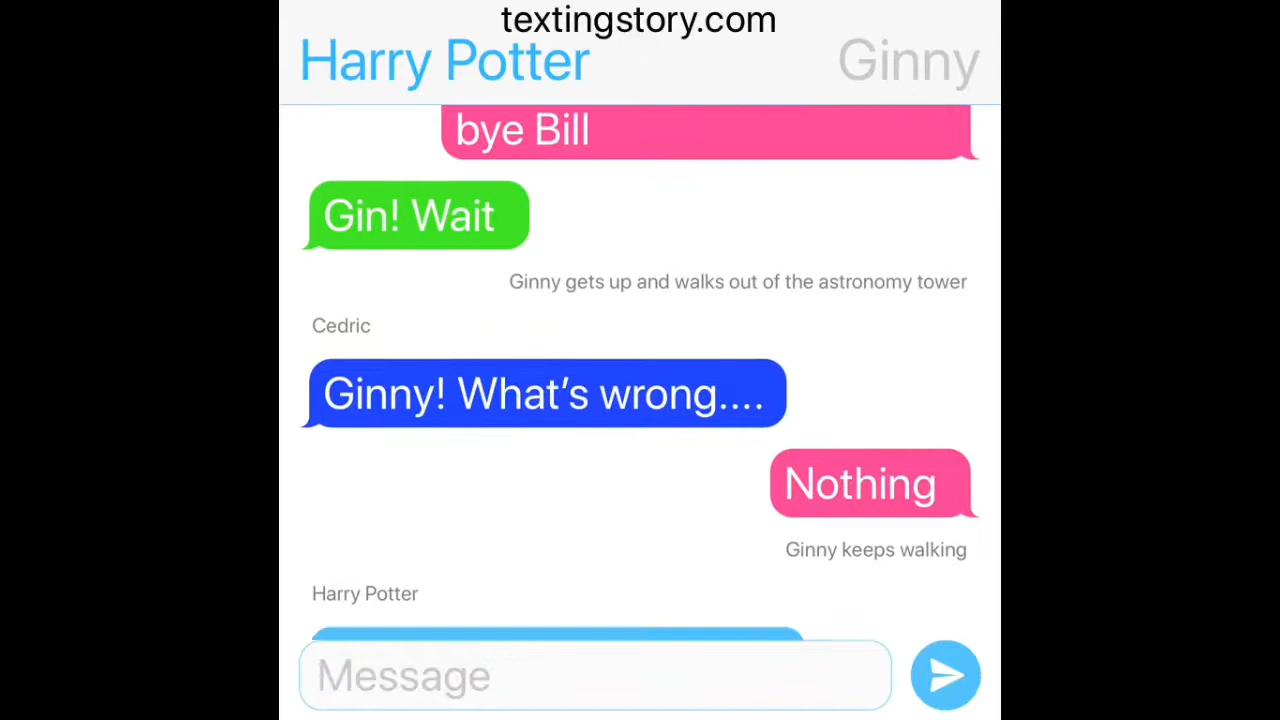 textingstory.com
Harry Potter
Ginny
bye Bill
Gin! Wait
Ginny gets up and walks out of the astronomy tower
Cedric
Ginny! What’s wrong....
Nothing
Ginny keeps walking
Harry Potter
Message